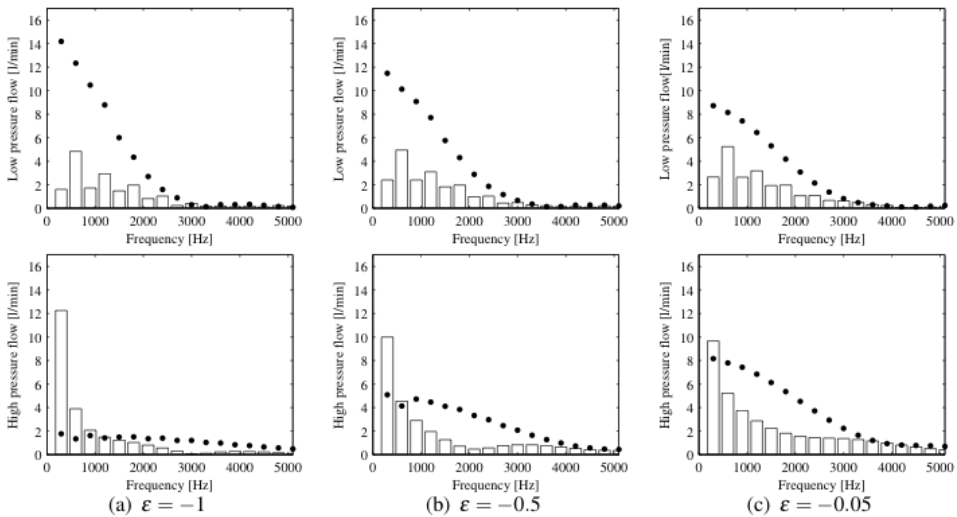 16
14
12
10
8
6
4
2
0
Low pressure flow [l/min]
0 1000 2000 3000 4000 5000
Frequency [Hz]
16
14
12
10
8
6
4
2
0
Low pressure flow [l/min]
0 1000 2000 3000 4000 5000
Frequency [Hz]
16
14
12
10
8
6
4
2
0
Low pressure flow[l/min]
0 1000 2000 3000 4000 5000
Frequency [Hz]
16
14
12
10
8
6
4
2
0
High pressure flow [l/min]
0 1000 2000 3000 4000 5000
Frequency [Hz]
(a) ε = −1
16
14
12
10
8
6
4
2
0
High pressure flow [l/min]
0 1000 2000 3000 4000 5000
Frequency [Hz]
(b) ε = −0.5
16
14
12
10
8
6
4
2
0
High pressure flow [l/min]
0 1000 2000 3000 4000 5000
Frequency [Hz]
(c) ε = −0.05